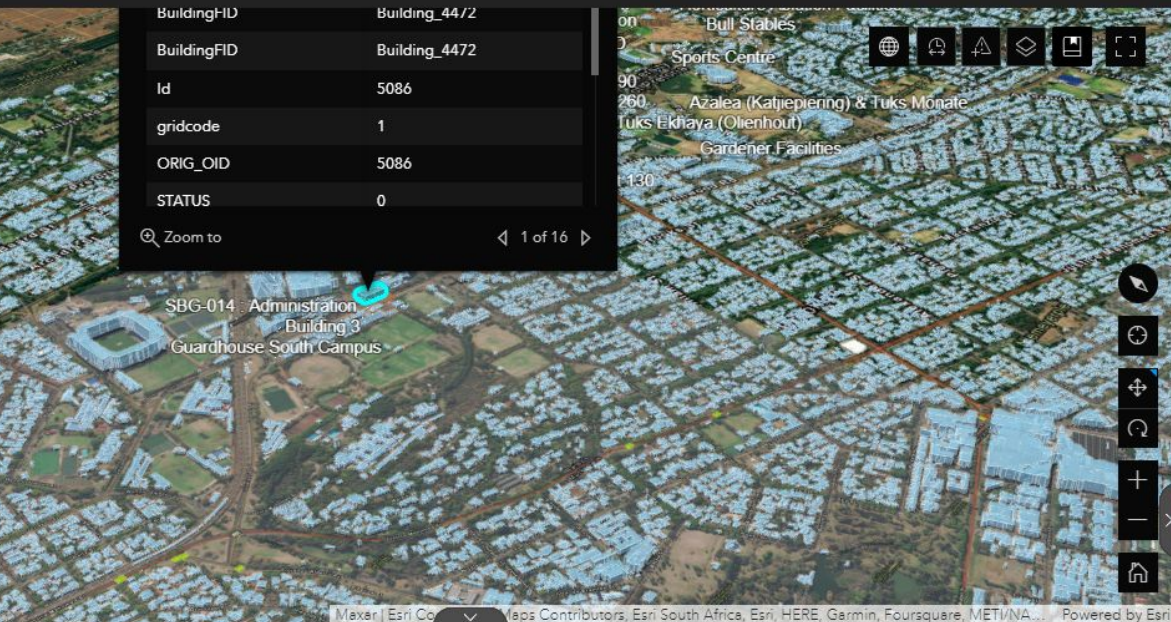 BuildingFID Building_4472
BuildingFID Building_4472
Id 5086
gridcode 1
ORIG_OID 5086
STATUS 0
Zoom to
1 of 16
on
Bull Stables
Sports Centre
90
260
Azalea (Katjiepiering) & Tuks Monate
Tuks Ekhaya (Olienhout)
Gardener Facilities
130
SBG-014 : Administration
Building 3
Guardhouse South Campus
Maxar | Esri Co
Maps Contributors, Esri South Africa, Esri, HERE, Garmin, Foursquare, METI/NA...
Powered by Esri